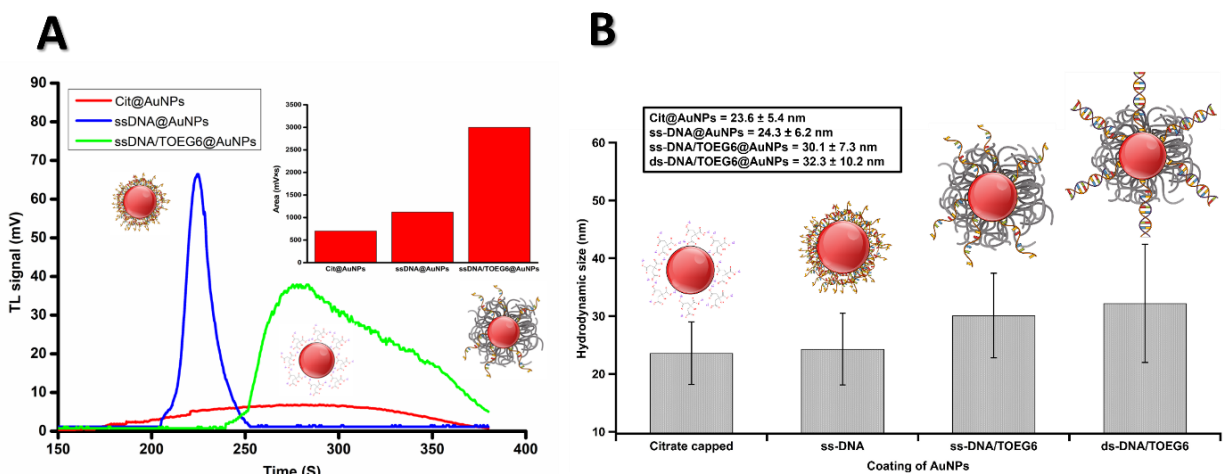 A
90
80
70
60
50
40
30
20
10
0
TL signal (mV)
150
200
250
300
350
400
Time (S)
Cit@AuNPs
ssDNA@AuNPs
ssDNA/TOEG6@AuNPs
3500
3000
2500
2000
1500
1000
500
0
Area (mV×s)
Cit@AuNPs
ssDNA@AuNPs
ssDNA/TOEG6@AuNPs
B
Cit@AuNPs = 23.6 ± 5.4 nm
ss-DNA@AuNPs = 24.3 ± 6.2 nm
ss-DNA/TOEG6@AuNPs = 30.1 ± 7.3 nm
ds-DNA/TOEG6@AuNPs = 32.3 ± 10.2 nm
60
50
40
30
20
10
Hydrodynamic size (nm)
Citrate capped
ss-DNA
ss-DNA/TOEG6
ds-DNA/TOEG6
Coating of AuNPs